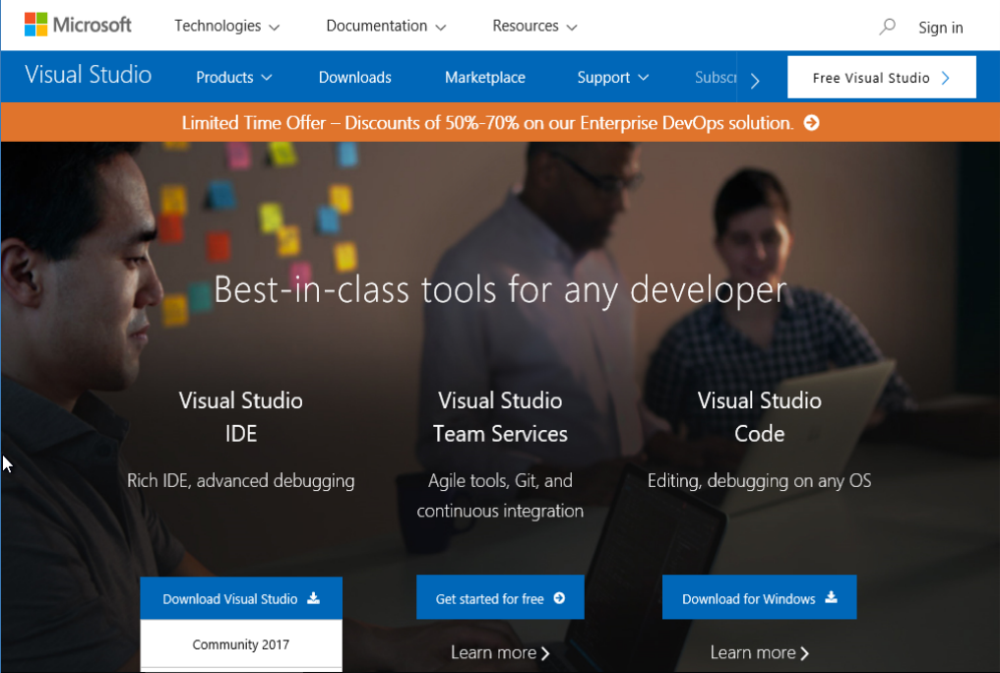 Microsoft Technologies Documentation Resources Sign in
Visual Studio Products Downloads Marketplace Support Subscr Free Visual Studio
Limited Time Offer – Discounts of 50%-70% on our Enterprise DevOps solution.
Best-in-class tools for any developer
Visual Studio
IDE
Rich IDE, advanced debugging
Download Visual Studio
Community 2017
Visual Studio
Team Services
Agile tools, Git, and
continuous integration
Get started for free
Learn more
Visual Studio
Code
Editing, debugging on any OS
Download for Windows
Learn more